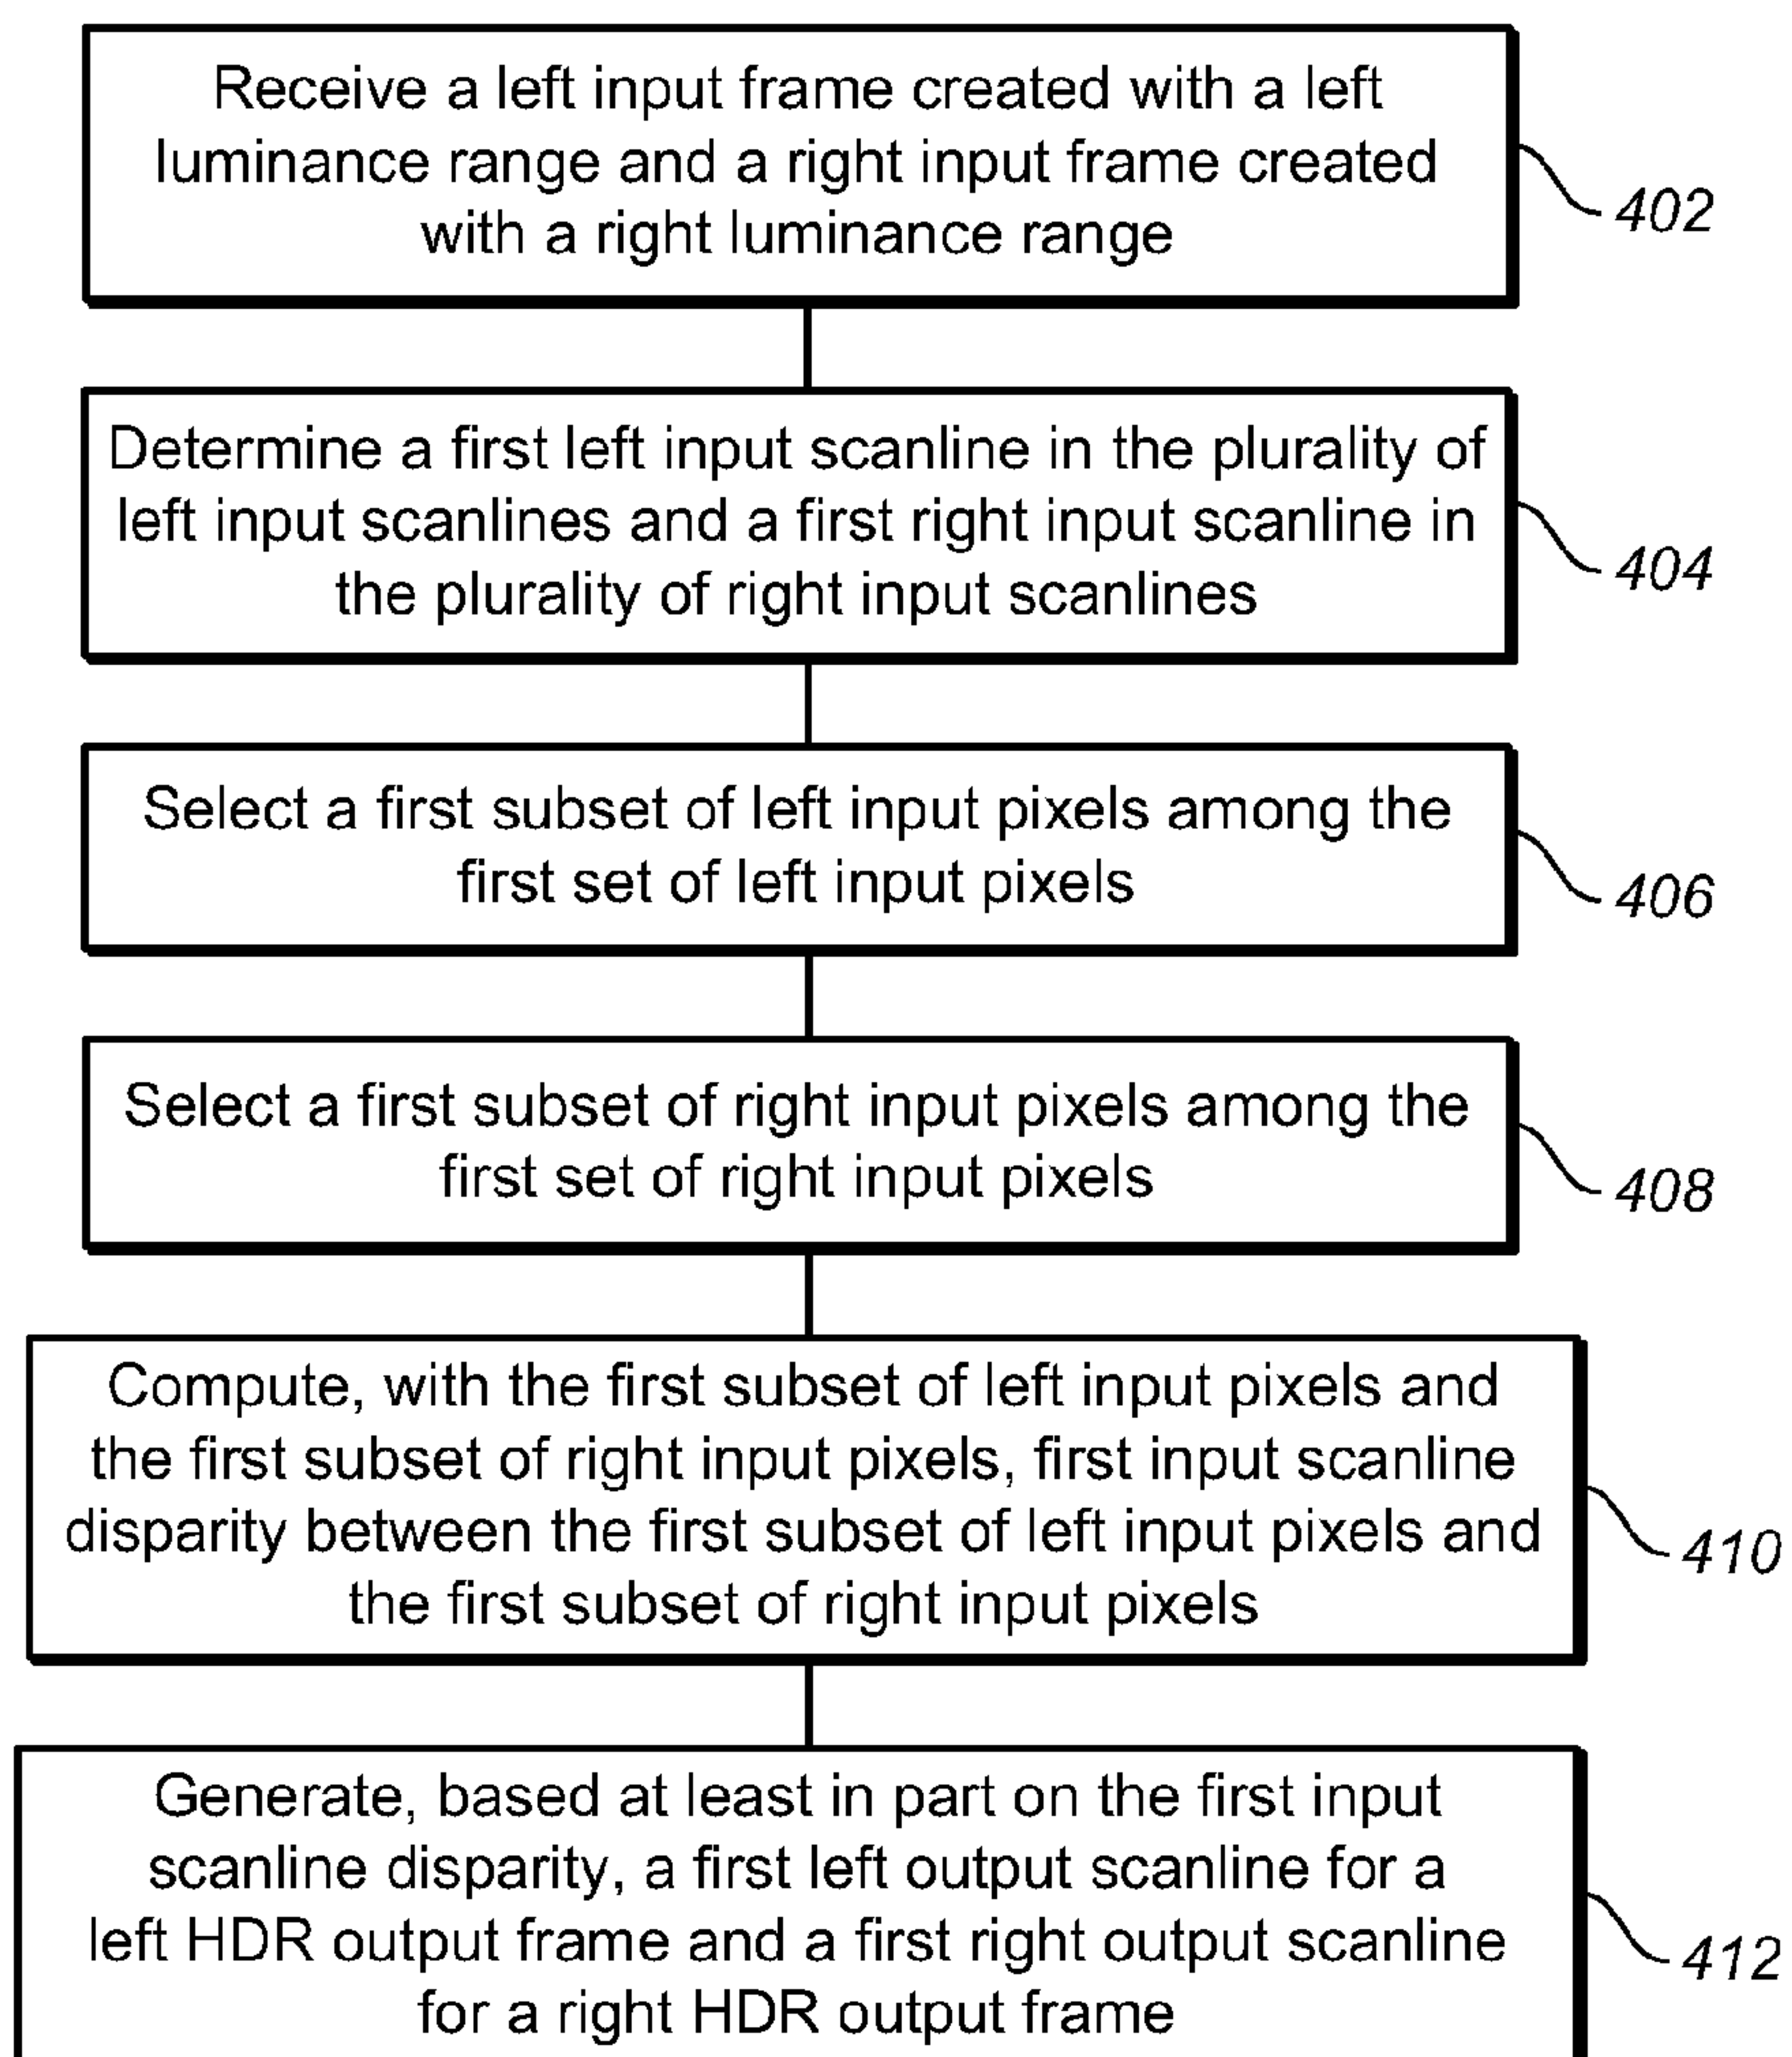 Receive a left input frame created with a left
luminance range and a right input frame created
with a right luminance range
402
Determine a first left input scanline in the plurality of
left input scanlines and a first right input scanline in
the plurality of right input scanlines
404
Select a first subset of left input pixels among the
first set of left input pixels
406
Select a first subset of right input pixels among the
first set of right input pixels
408
Compute, with the first subset of left input pixels and
the first subset of right input pixels, first input scanline
disparity between the first subset of left input pixels and
the first subset of right input pixels
410
Generate, based at least in part on the first input
scanline disparity, a first left output scanline for a
left HDR output frame and a first right output scanline
for a right HDR output frame
412